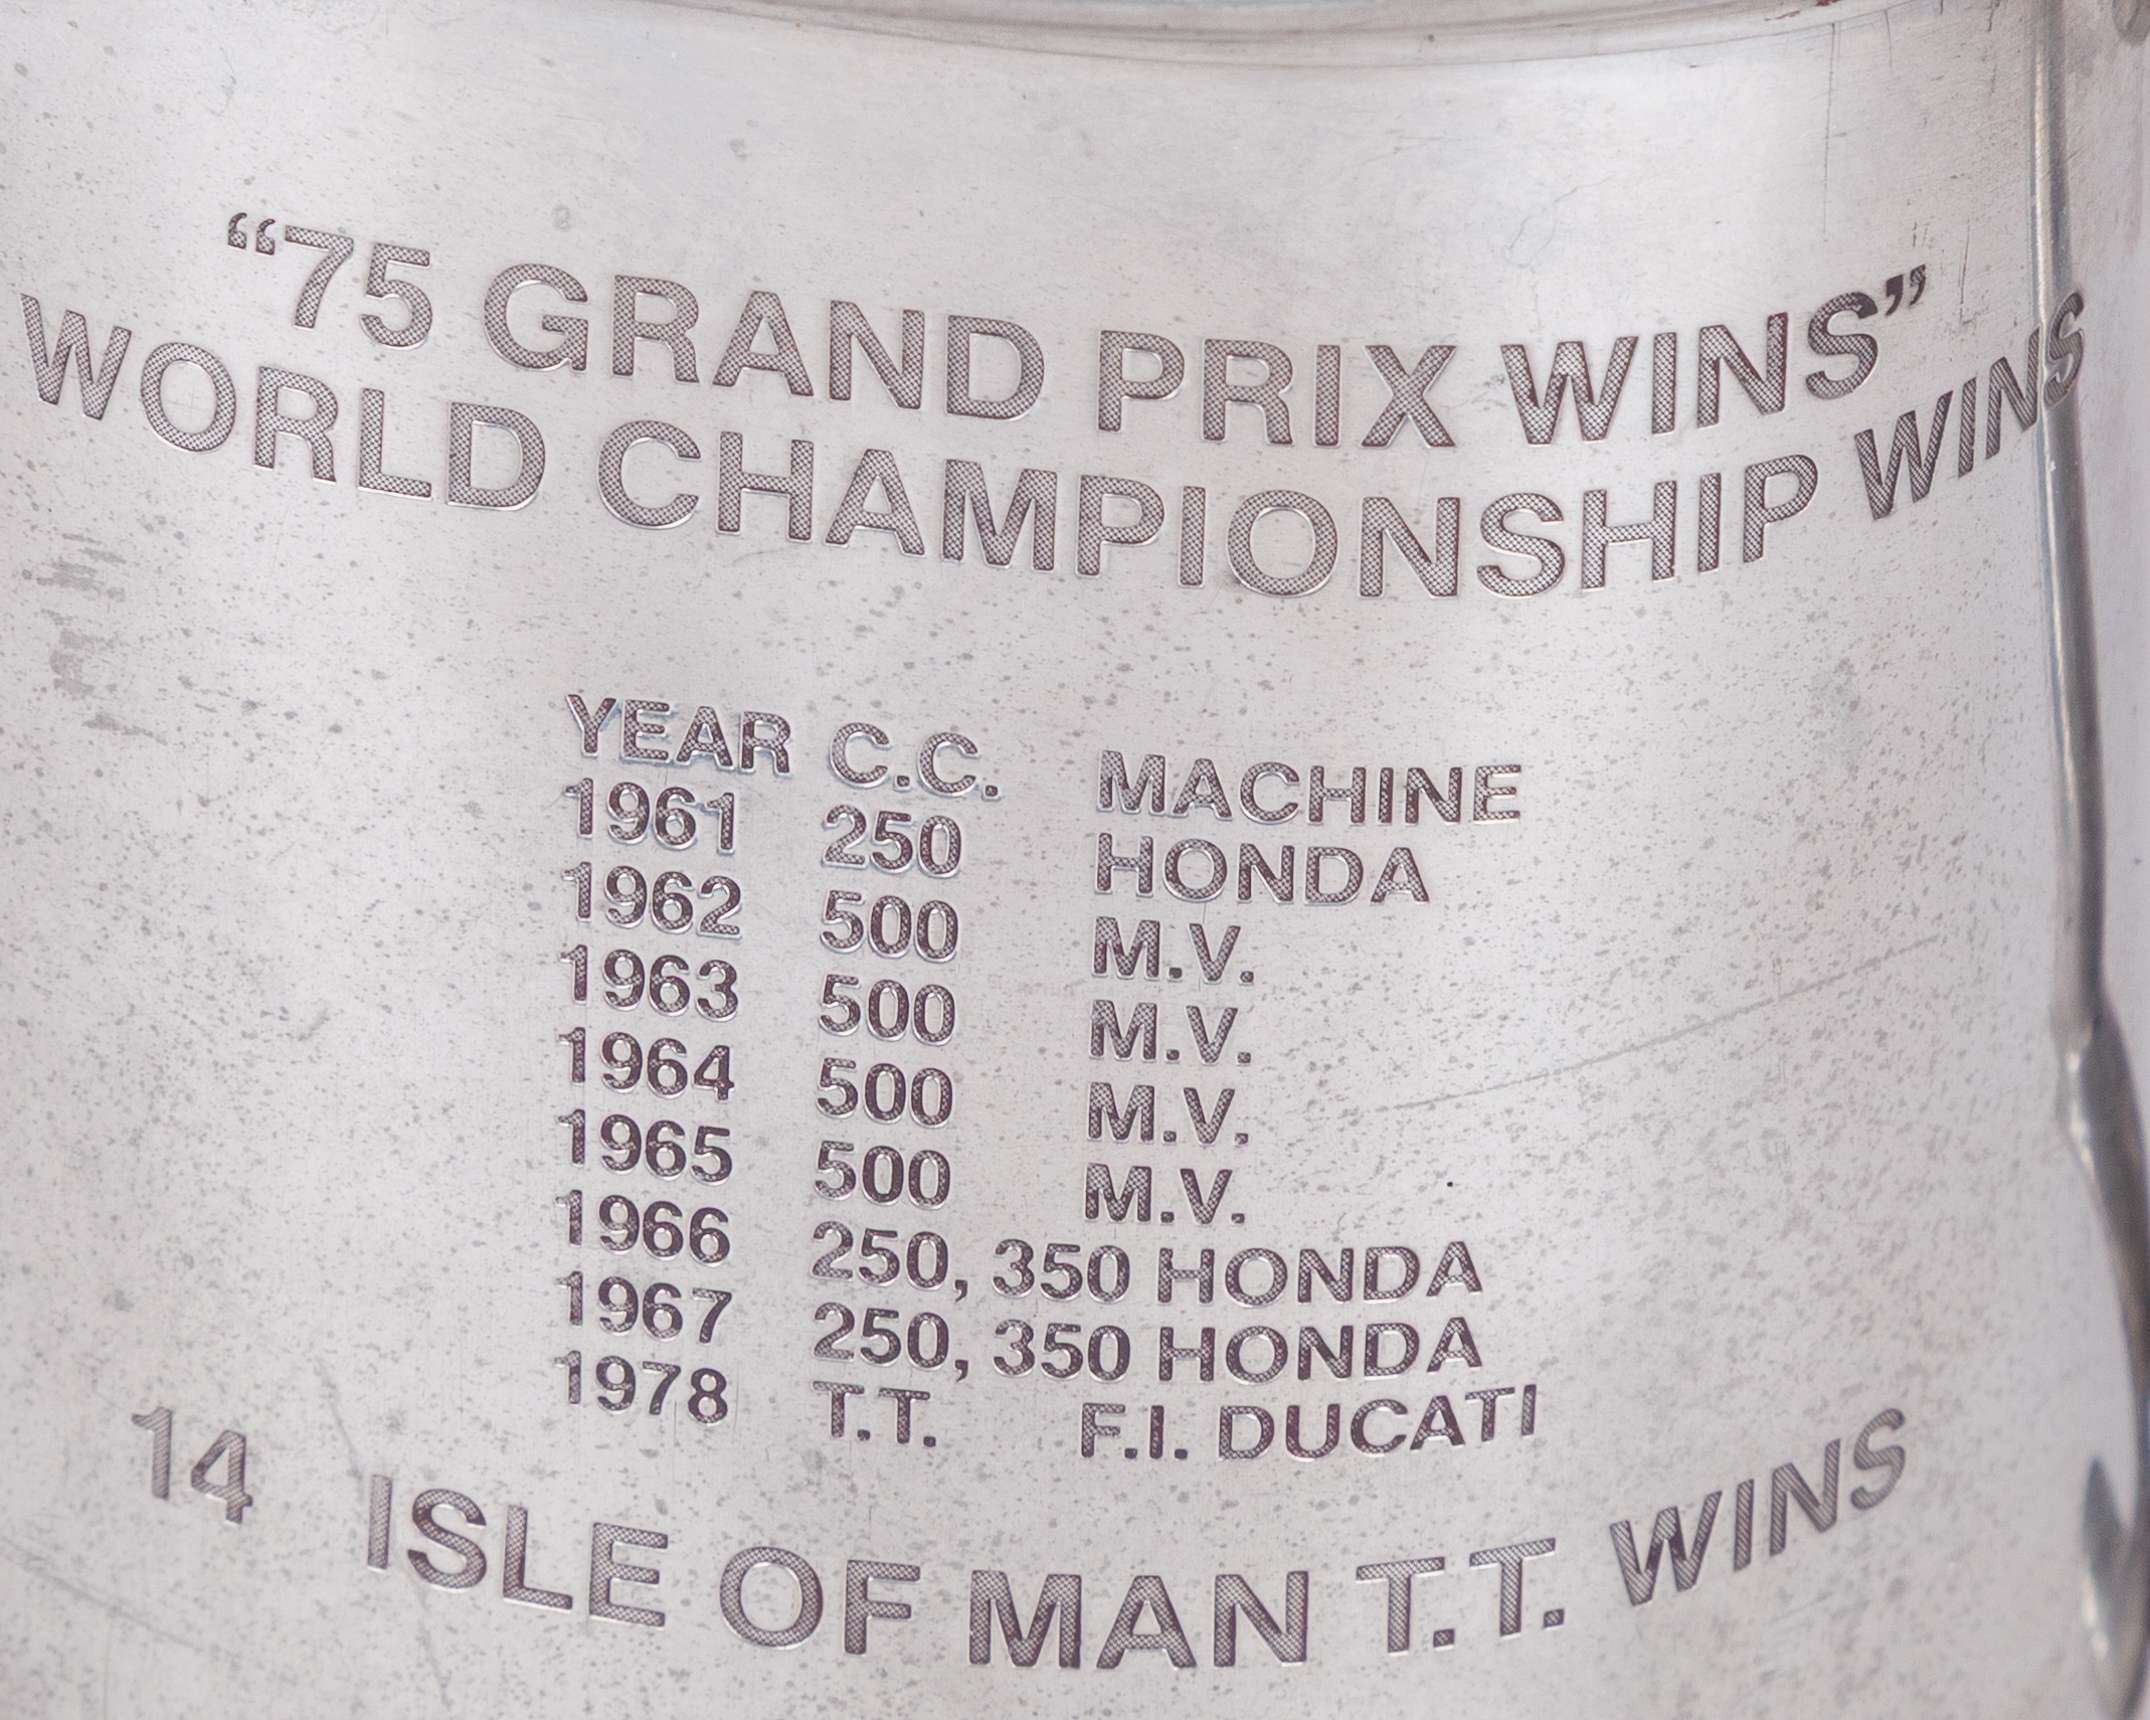 “75 GRAND PRIX WINS”
WORLD CHAMPIONSHIP WINS
YEAR C.C. MACHINE
1961 250 HONDA
1962 500 M.V.
1963 500 M.V.
1964 500 M.V.
1965 500 M.V.
1966 250, 350 HONDA
1967 250, 350 HONDA
1978 T.T. F.I. DUCATI
14 ISLE OF MAN T.T. WINS